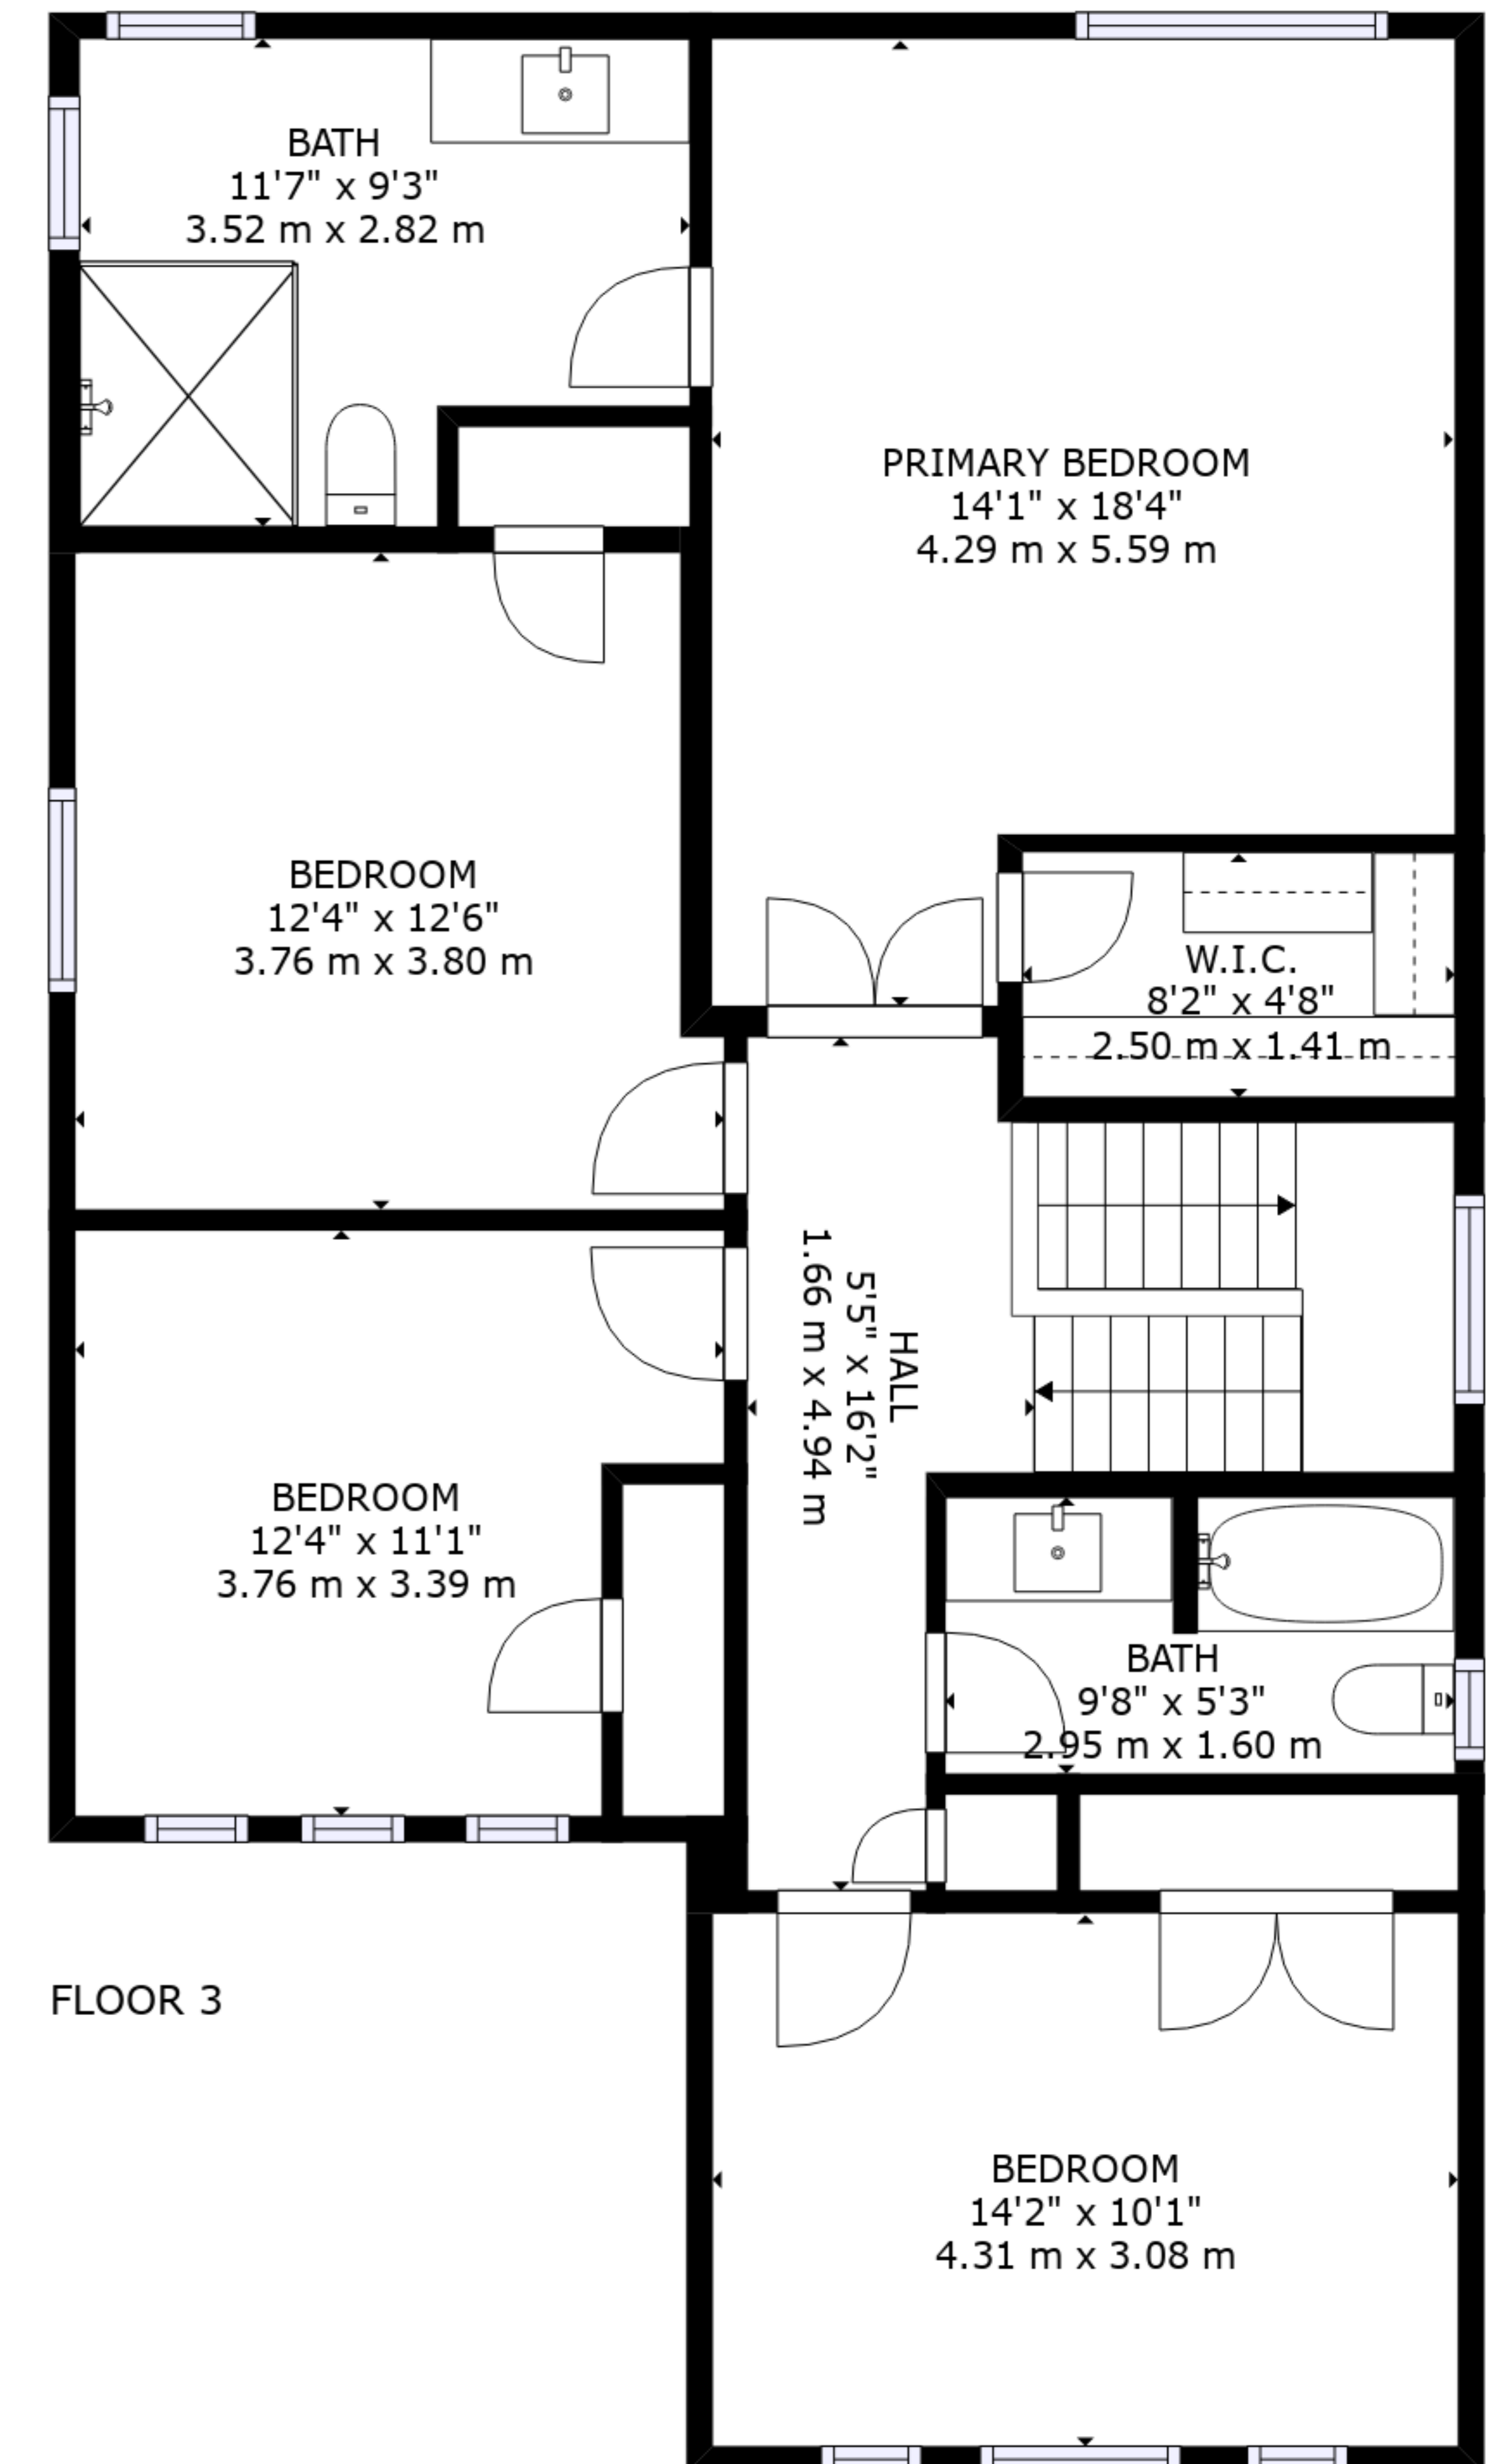 BATH
11'7" x 9'3"
3.52 m x 2.82 m
PRIMARY BEDROOM
14'1" x 18'4"
4.29 m x 5.59 m
BEDROOM
12'4" x 12'6"
3.76 m x 3.80 m
W.I.C.
8'2" x 4'8"
2.50 m x 1.41 m
HALL
5'5" x 16'2"
1.66 m x 4.94 m
BEDROOM
12'4" x 11'1"
3.76 m x 3.39 m
BATH
9'8" x 5'3"
2.95 m x 1.60 m
FLOOR 3
BEDROOM
14'2" x 10'1"
4.31 m x 3.08 m